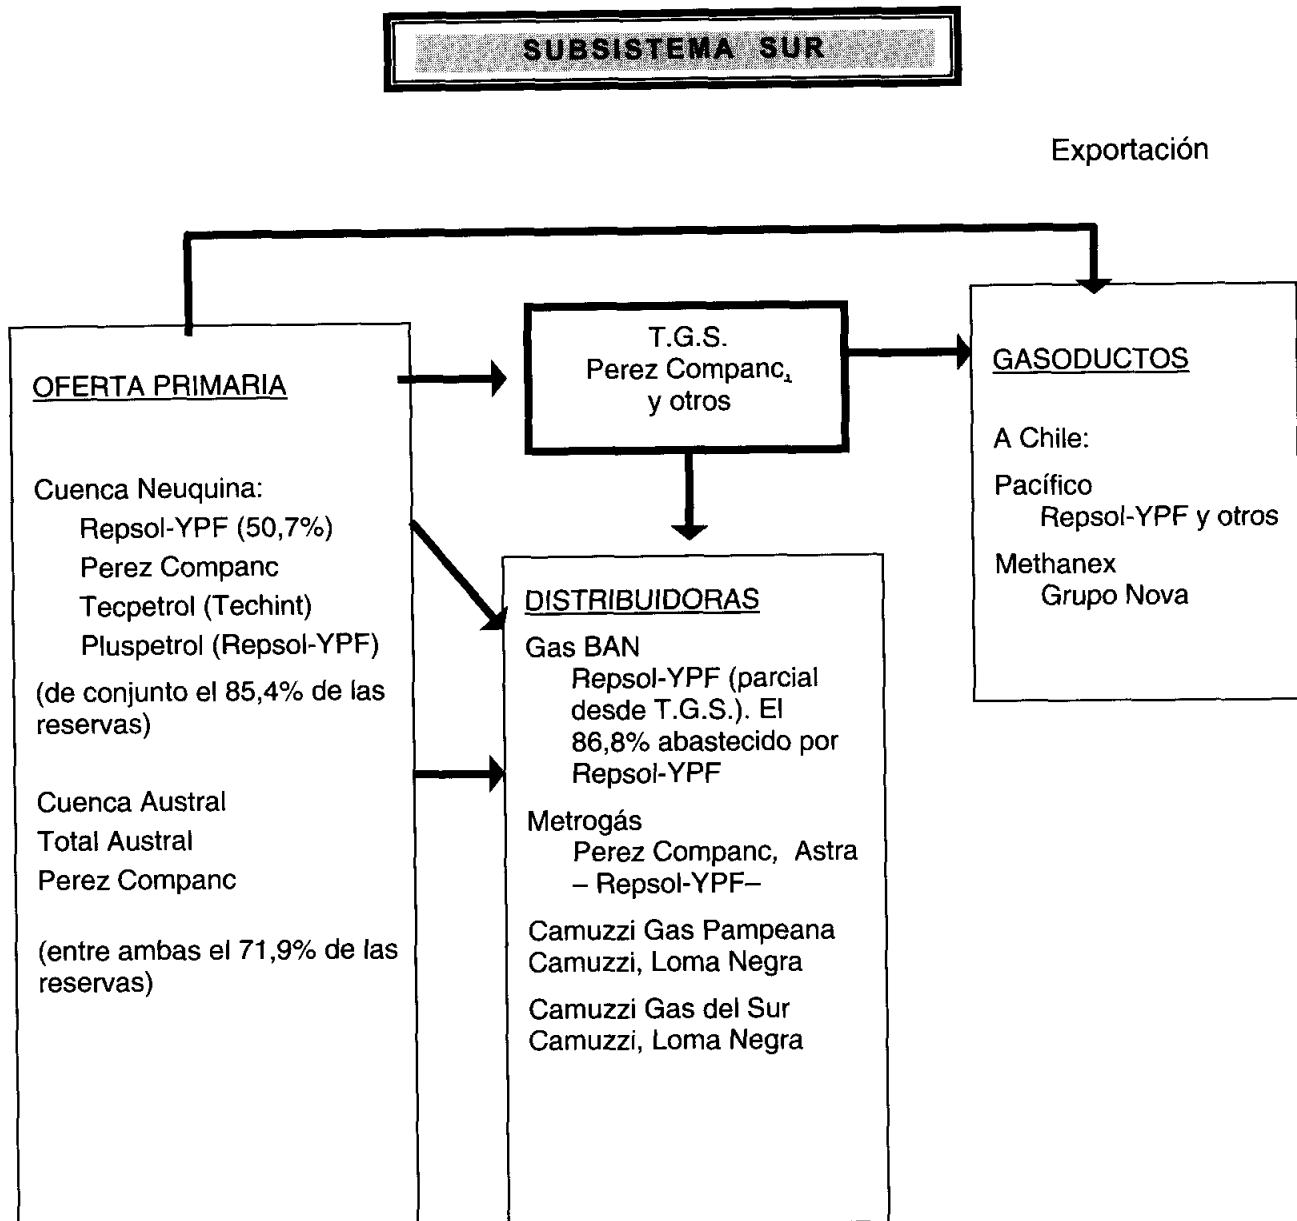 SUBSISTEMA SUR
Exportación
OFERTA PRIMARIA
Cuenca Neuquina:
Repsol-YPF (50,7%)
Perez Companc
Tecpetrol (Techint)
Pluspetrol (Repsol-YPF)
(de conjunto el 85,4% de las
reservas)
Cuenca Austral
Total Austral
Perez Companc
(entre ambas el 71,9% de las
reservas)
T.G.S.
Perez Companc,
y otros
DISTRIBUIDORAS
Gas BAN
Repsol-YPF (parcial
desde T.G.S.). El
86,8% abastecido por
Repsol-YPF
Metrogás
Perez Companc, Astra
– Repsol-YPF–
Camuzzi Gas Pampeana
Camuzzi, Loma Negra
Camuzzi Gas del Sur
Camuzzi, Loma Negra
GASODUCTOS
A Chile:
Pacífico
Repsol-YPF y otros
Methanex
Grupo Nova